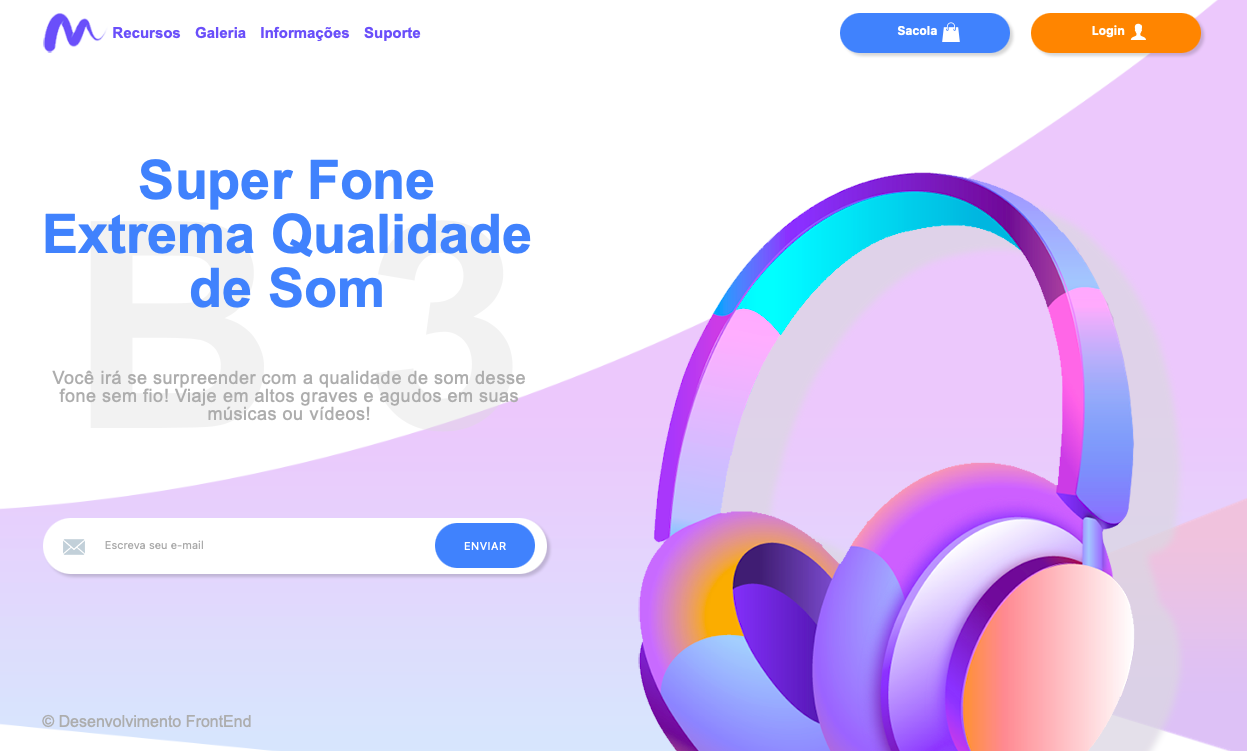 Recursos Galeria Informações Suporte
Sacola
Login
Super Fone
Extrema Qualidade
de Som
B 3
Você irá se surpreender com a qualidade de som desse
fone sem fio! Viaje em altos graves e agudos em suas
músicas ou vídeos!
Escreva seu e-mail
ENVIAR
© Desenvolvimento FrontEnd